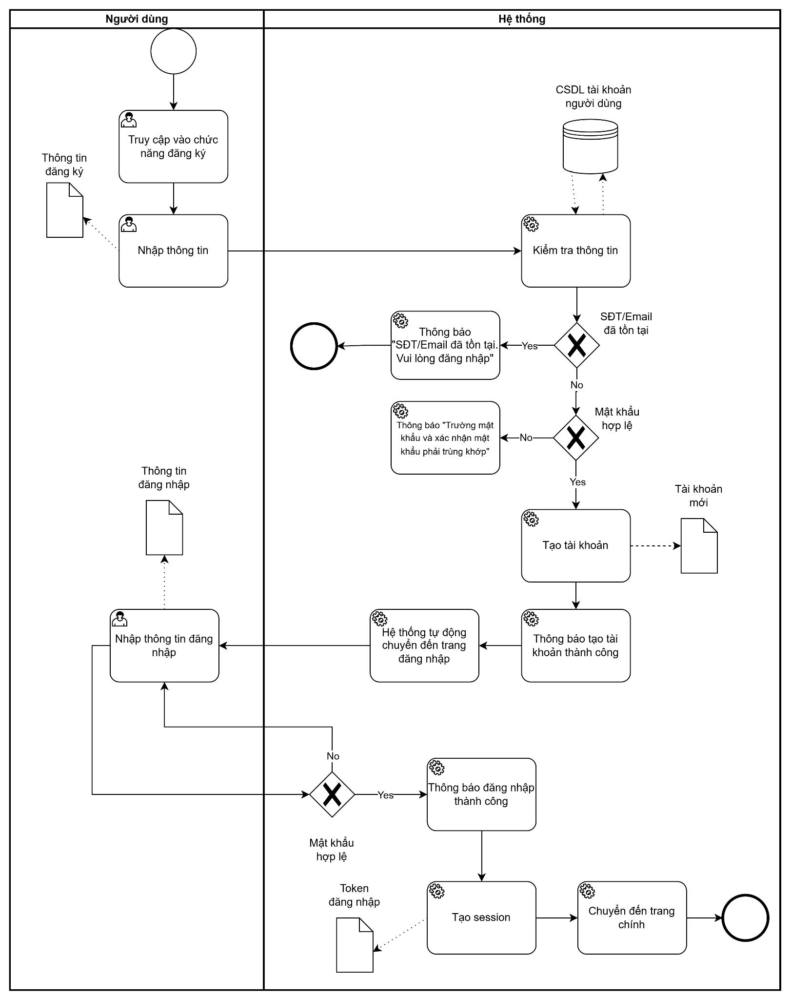 Người dùng
Hệ thống
CSDL tài khoản
người dùng
Truy cập vào chức
năng đăng ký
Thông tin
đăng ký
Nhập thông tin
Kiểm tra thông tin
SĐT/Email
đã tồn tại
Thông báo
"SĐT/Email đã tồn tại.
Vui lòng đăng nhập"
Yes
No
Mật khẩu
hợp lệ
Thông báo "Trường mật
khẩu và xác nhận mật
khẩu phải trùng khớp"
No
Yes
Thông tin
đăng nhập
Tài khoản
mới
Tạo tài khoản
Nhập thông tin đăng
nhập
Hệ thống tự động
chuyển đến trang
đăng nhập
Thông báo tạo tài
khoản thành công
No
Yes
Thông báo đăng nhập
thành công
Mật khẩu
hợp lệ
Token
đăng nhập
Tạo session
Chuyển đến trang
chính